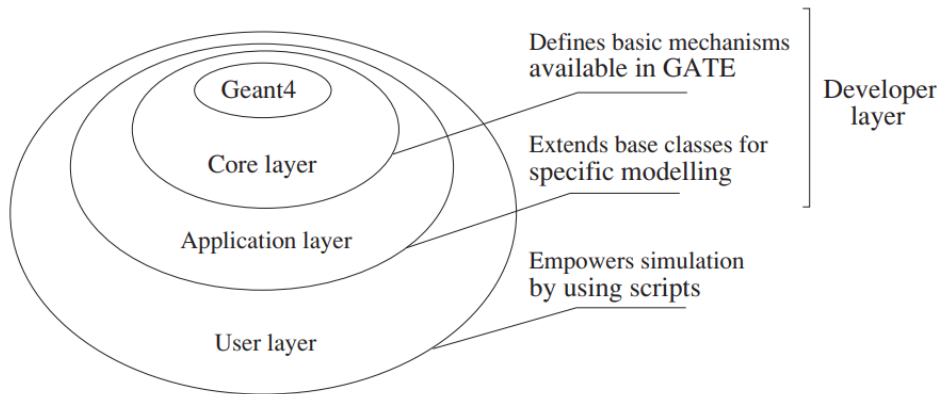 Geant4
Core layer
Application layer
User layer
Defines basic mechanisms
available in GATE
Extends base classes for
specific modelling
Empowers simulation
by using scripts
Developer
layer